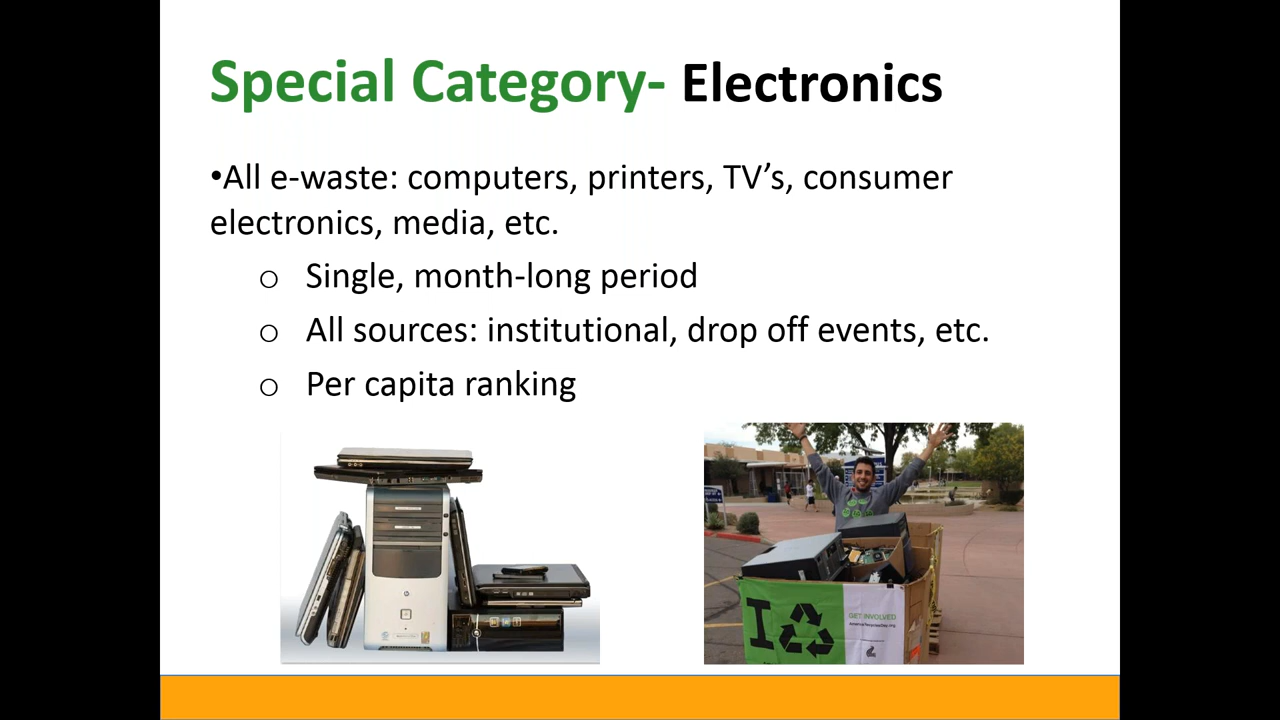 Special Category- Electronics
•All e-waste: computers, printers, TV’s, consumer
electronics, media, etc.
o Single, month-long period
o All sources: institutional, drop off events, etc.
o Per capita ranking
I
GET INVOLVED